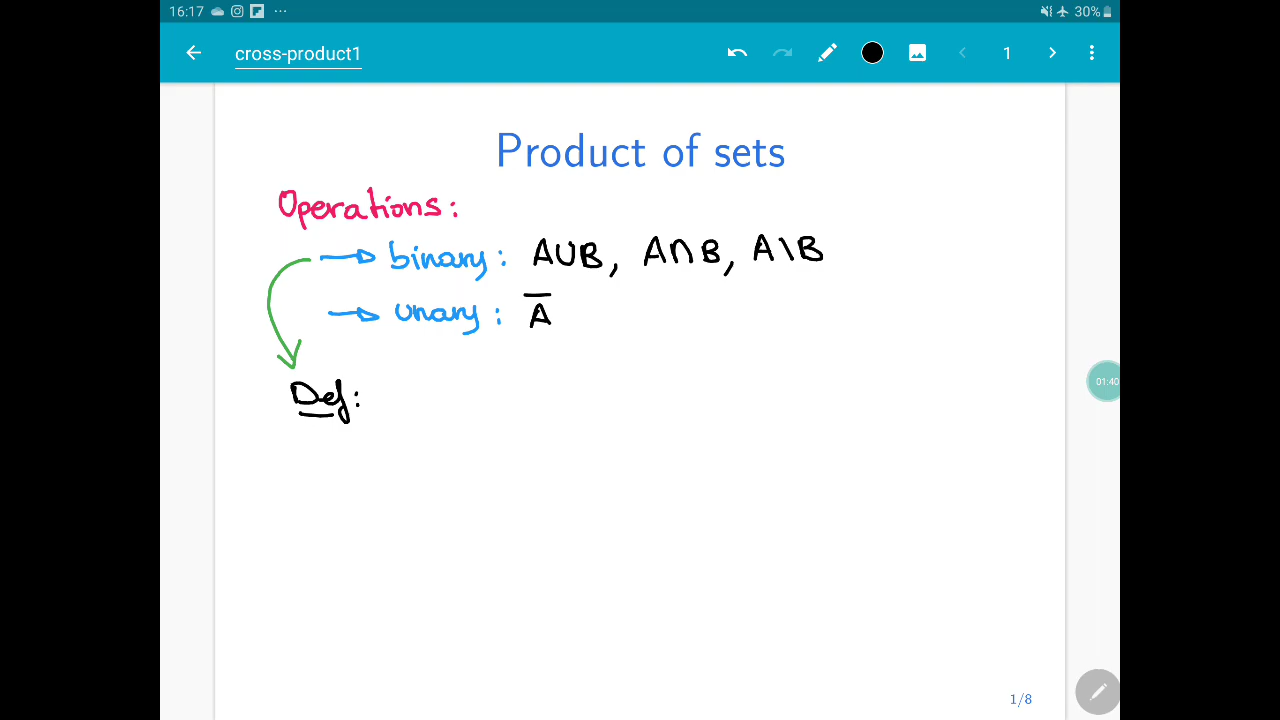 16:17 ... 30%
cross-product1 1
Product of sets
Operations:
→ binary: A∪B, A∩B, A\B
→ unary: A̅
Def:
01:40
1/8